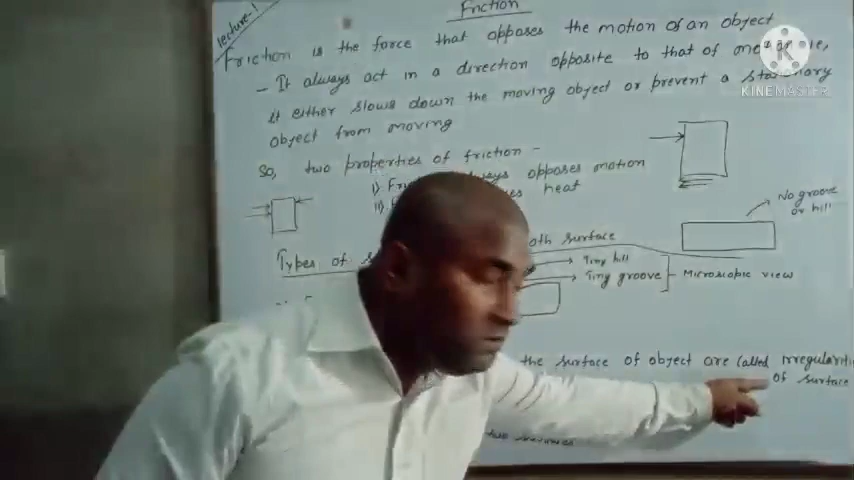 Lecture-1
Friction
Friction is the force that opposes the motion of an object
- It always act in a direction opposite to that of
it either slows down the moving object or prevent a stationary
object from moving
So, two properties of friction -
i) opposes motion
ii) heat
No groove
or hill
Types of
surface
Tiny hill
Tiny groove
Microscopic view
the surface of object are called
of surface
two
KINEMASTER